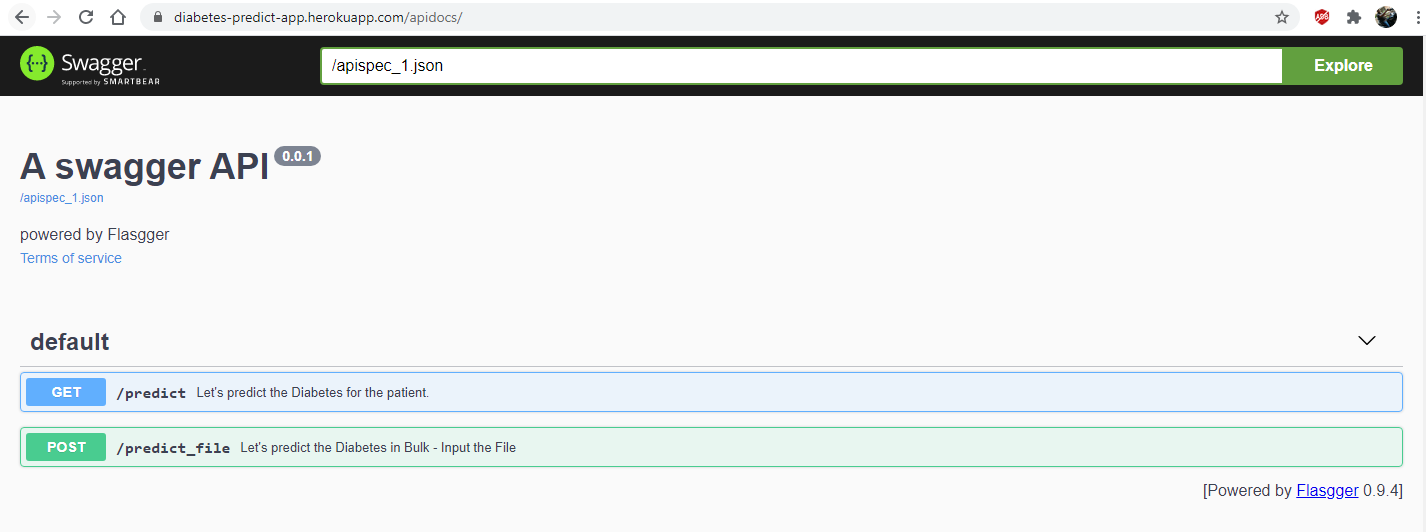 diabetes-predict-app.herokuapp.com/apidocs/
ABP
{···} Swagger™
Supported by SMARTBEAR
/apispec_1.json
Explore
A swagger API 0.0.1
/apispec_1.json
powered by Flasgger
Terms of service
default
GET /predict Let's predict the Diabetes for the patient.
POST /predict_file Let's predict the Diabetes in Bulk - Input the File
[Powered by Flasgger 0.9.4]